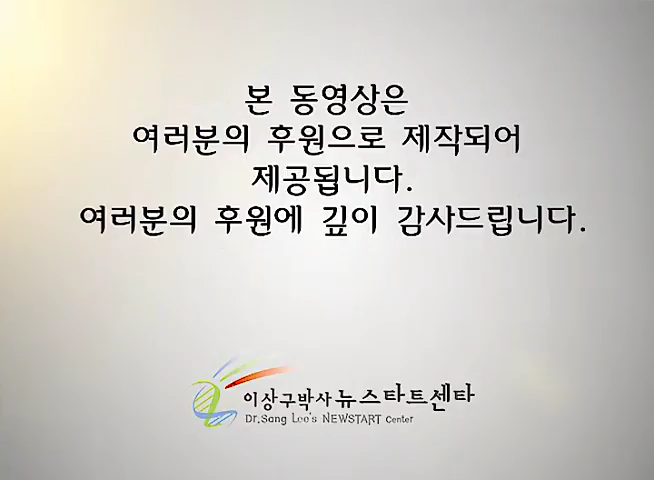 본 동영상은
여러분의 후원으로 제작되어
제공됩니다.
여러분의 후원에 깊이 감사드립니다.
이상구박사 뉴스타트센타
Dr.Sang Lee's NEWSTART Center